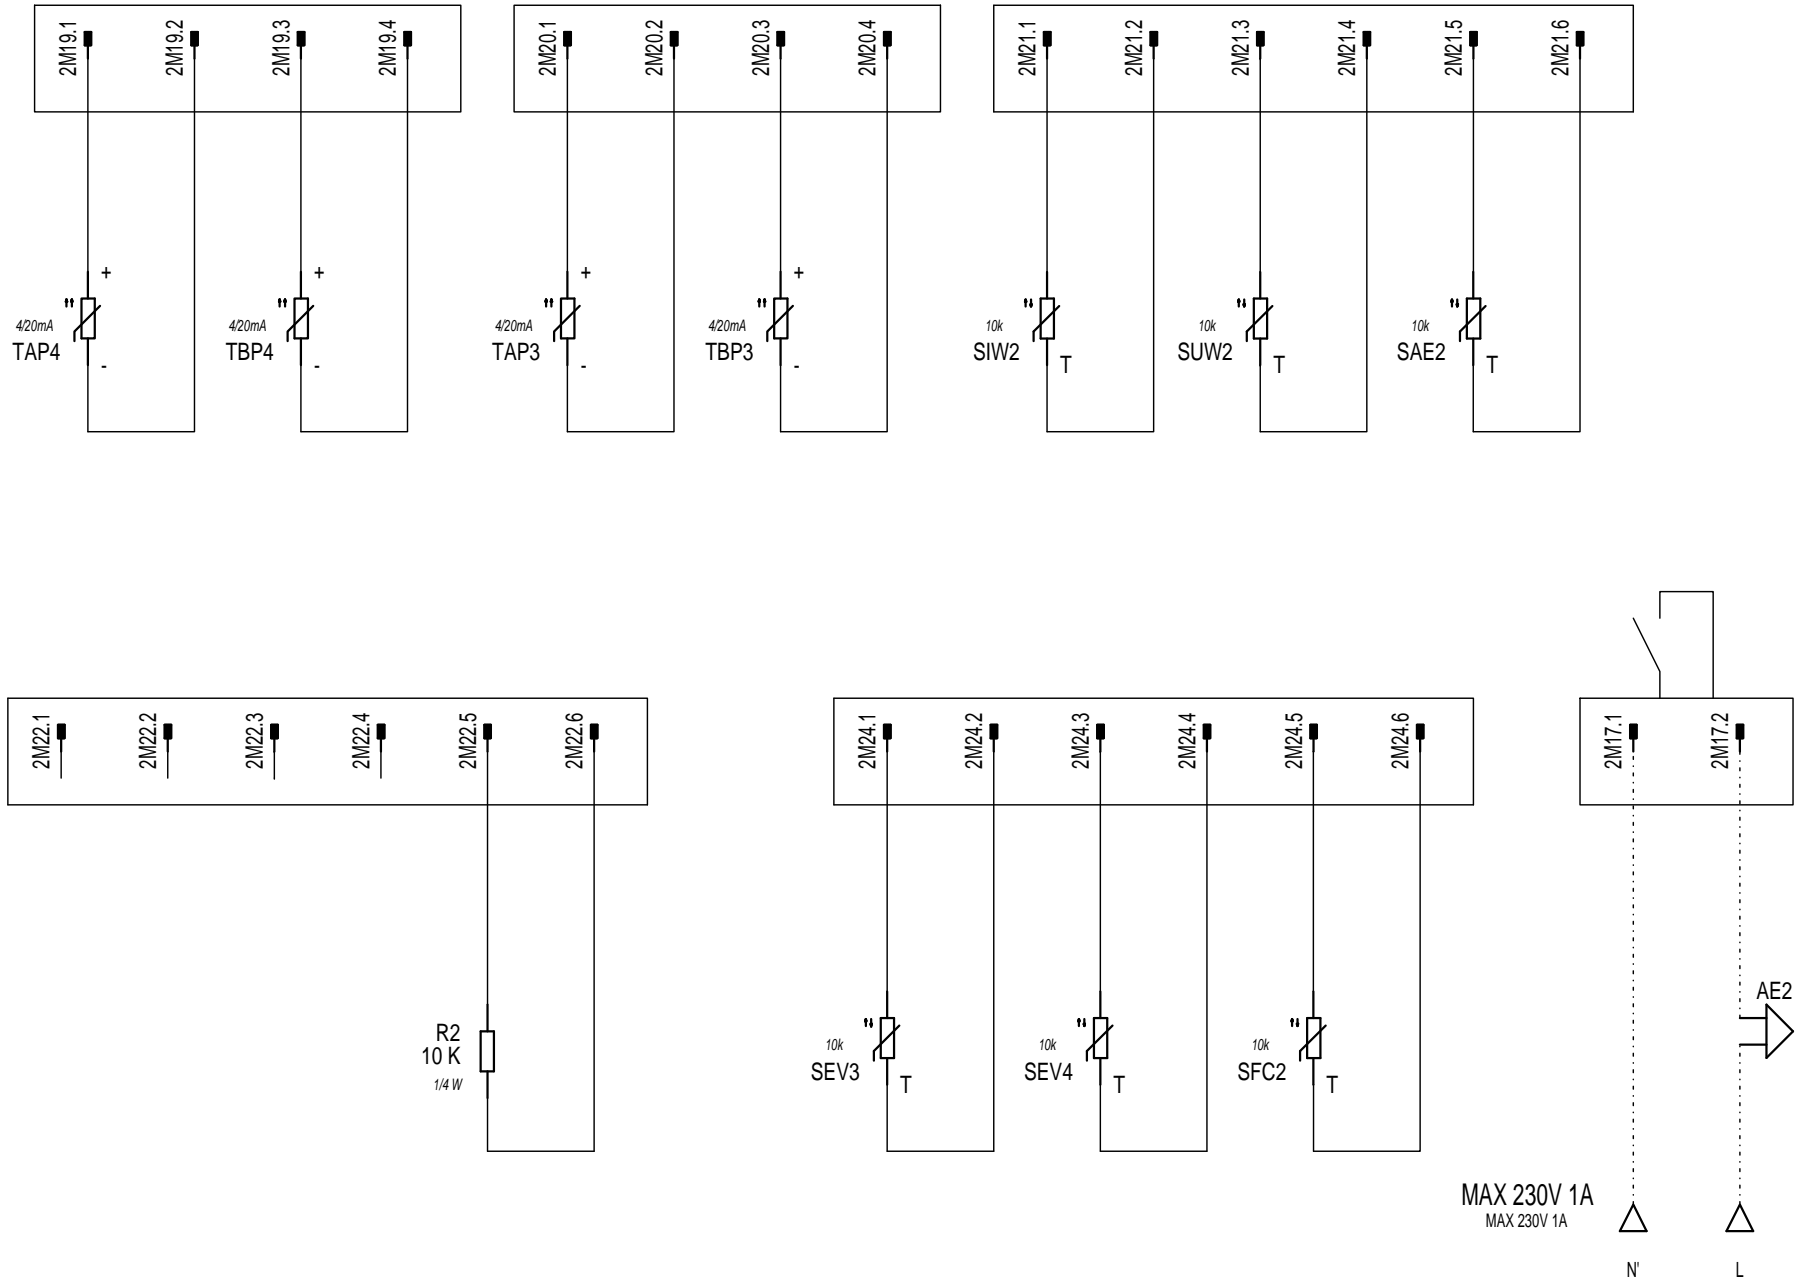 2M19.1
2M19.2
2M19.3
2M19.4
2M20.1
2M20.2
2M20.3
2M20.4
2M21.1
2M21.2
2M21.3
2M21.4
2M21.5
2M21.6
+
4/20mA
TAP4
-
+
4/20mA
TBP4
-
+
4/20mA
TAP3
-
+
4/20mA
TBP3
-
10k
SIW2
T
10k
SUW2
T
10k
SAE2
T
2M22.1
2M22.2
2M22.3
2M22.4
2M22.5
2M22.6
2M24.1
2M24.2
2M24.3
2M24.4
2M24.5
2M24.6
2M17.1
2M17.2
R2
10 K
1/4 W
10k
SEV3
T
10k
SEV4
T
10k
SFC2
T
AE2
MAX 230V 1A
MAX 230V 1A
N'
L